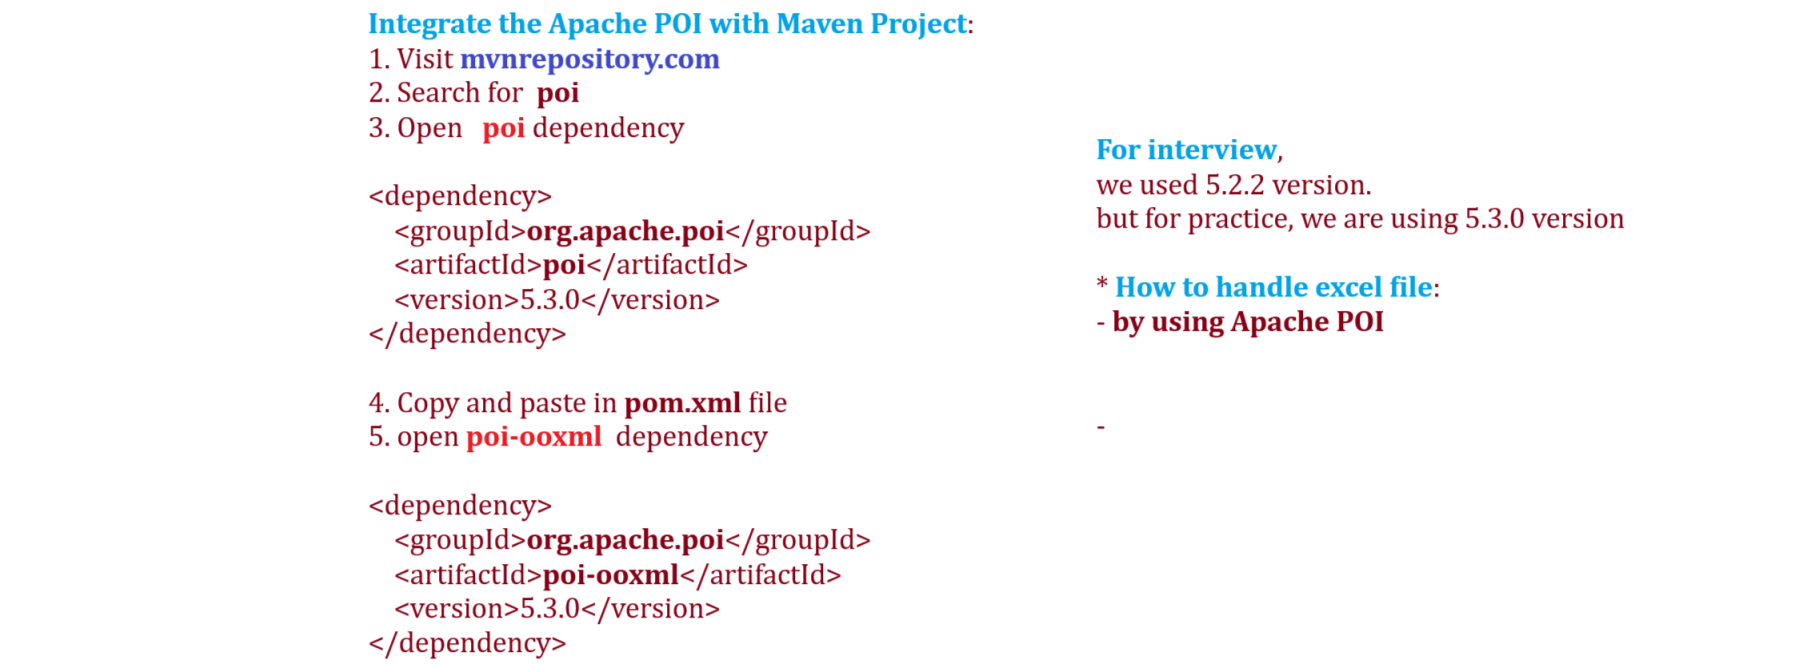 Integrate the Apache POI with Maven Project:
1. Visit mvnrepository.com
2. Search for poi
3. Open poi dependency
<dependency>
<groupId>org.apache.poi</groupId>
<artifactId>poi</artifactId>
<version>5.3.0</version>
</dependency>
4. Copy and paste in pom.xml file
5. open poi-ooxml dependency
<dependency>
<groupId>org.apache.poi</groupId>
<artifactId>poi-ooxml</artifactId>
<version>5.3.0</version>
</dependency>
For interview,
we used 5.2.2 version.
but for practice, we are using 5.3.0 version
* How to handle excel file:
- by using Apache POI
-